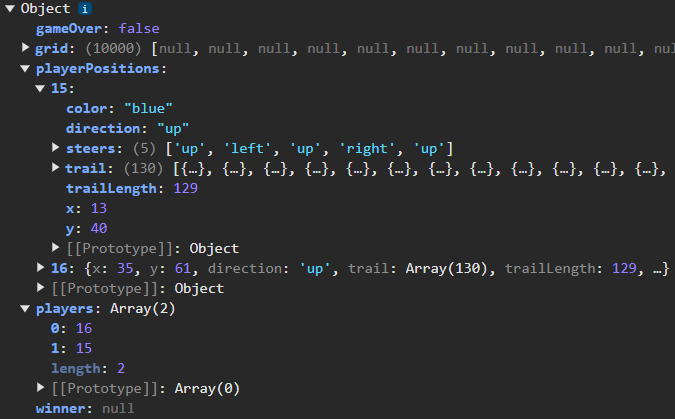 Object i
gameOver: false
grid: (10000) [null, null, null, null, null, null, null, null, null, null, nu
playerPositions:
15:
color: "blue"
direction: "up"
steers: (5) ['up', 'left', 'up', 'right', 'up']
trail: (130) [{…}, {…}, {…}, {…}, {…}, {…}, {…}, {…}, {…}, {…}, {…}, {…},
trailLength: 129
x: 13
y: 40
[[Prototype]]: Object
16: {x: 35, y: 61, direction: 'up', trail: Array(130), trailLength: 129, …}
[[Prototype]]: Object
players: Array(2)
0: 16
1: 15
length: 2
[[Prototype]]: Array(0)
winner: null